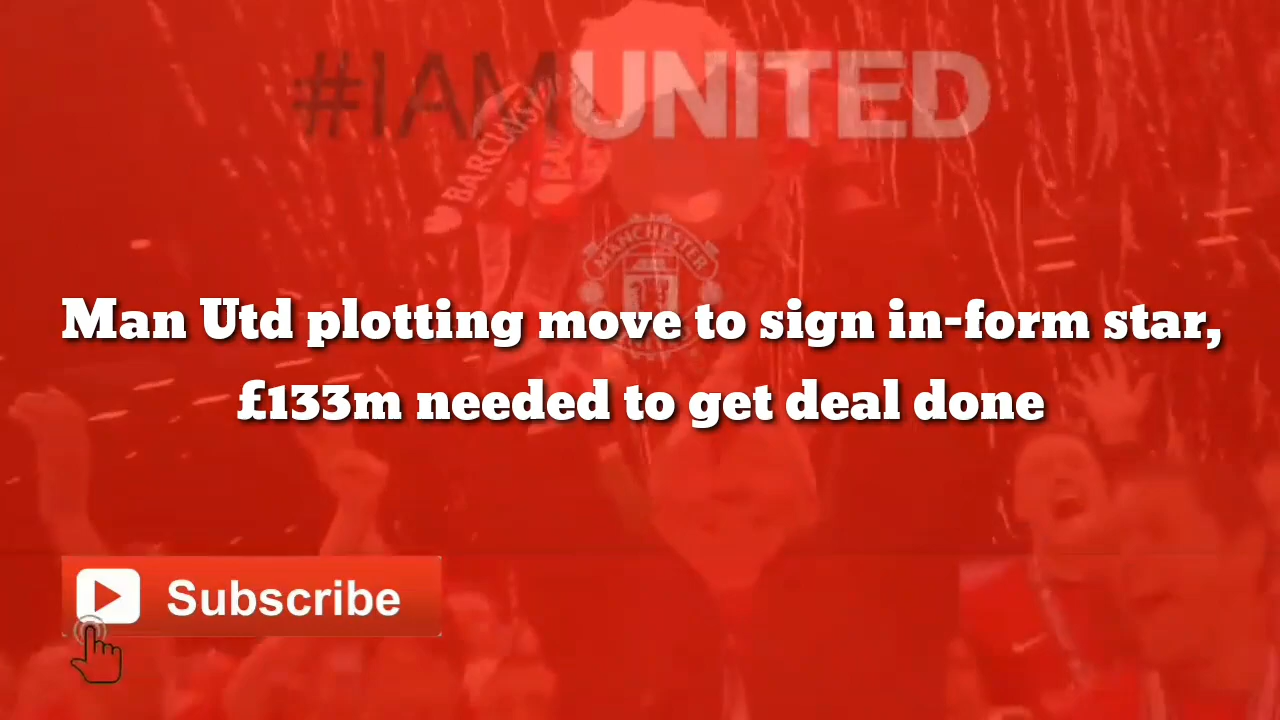 #IAMUNITED
BARCLAYS
MANCHESTER
Man Utd plotting move to sign in-form star,
£133m needed to get deal done
Subscribe